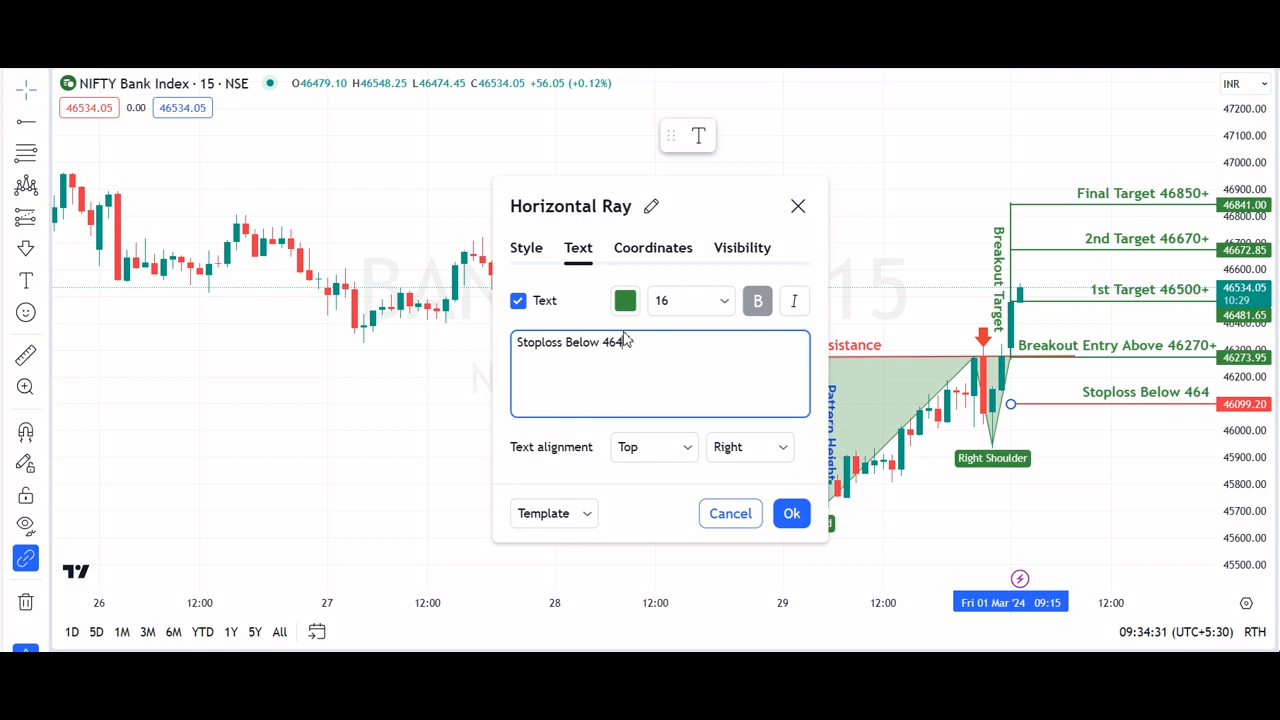 NIFTY Bank Index · 15 · NSE O46479.10 H46548.25 L46474.45 C46534.05 +56.05 (+0.12%)
INR
46534.05 0.00 46534.05
T
47200.00
47100.00
47000.00
46900.00
46841.00
46800.00
46672.85
46600.00
46534.05
10:29
46481.65
46400.00
46273.95
46200.00
46099.20
46000.00
45900.00
45800.00
45700.00
45600.00
45500.00
Final Target 46850+
2nd Target 46670+
1st Target 46500+
Breakout Target
Breakout Entry Above 46270+
Stoploss Below 464
Right Shoulder
sistance
Pattern Height
Horizontal Ray
Style Text Coordinates Visibility
Text 16 B I
Stoploss Below 464
Text alignment Top Right
Template Cancel Ok
26 12:00 27 12:00 28 12:00 29 12:00 Fri 01 Mar '24 09:15 12:00
1D 5D 1M 3M 6M YTD 1Y 5Y All 09:34:31 (UTC+5:30) RTH